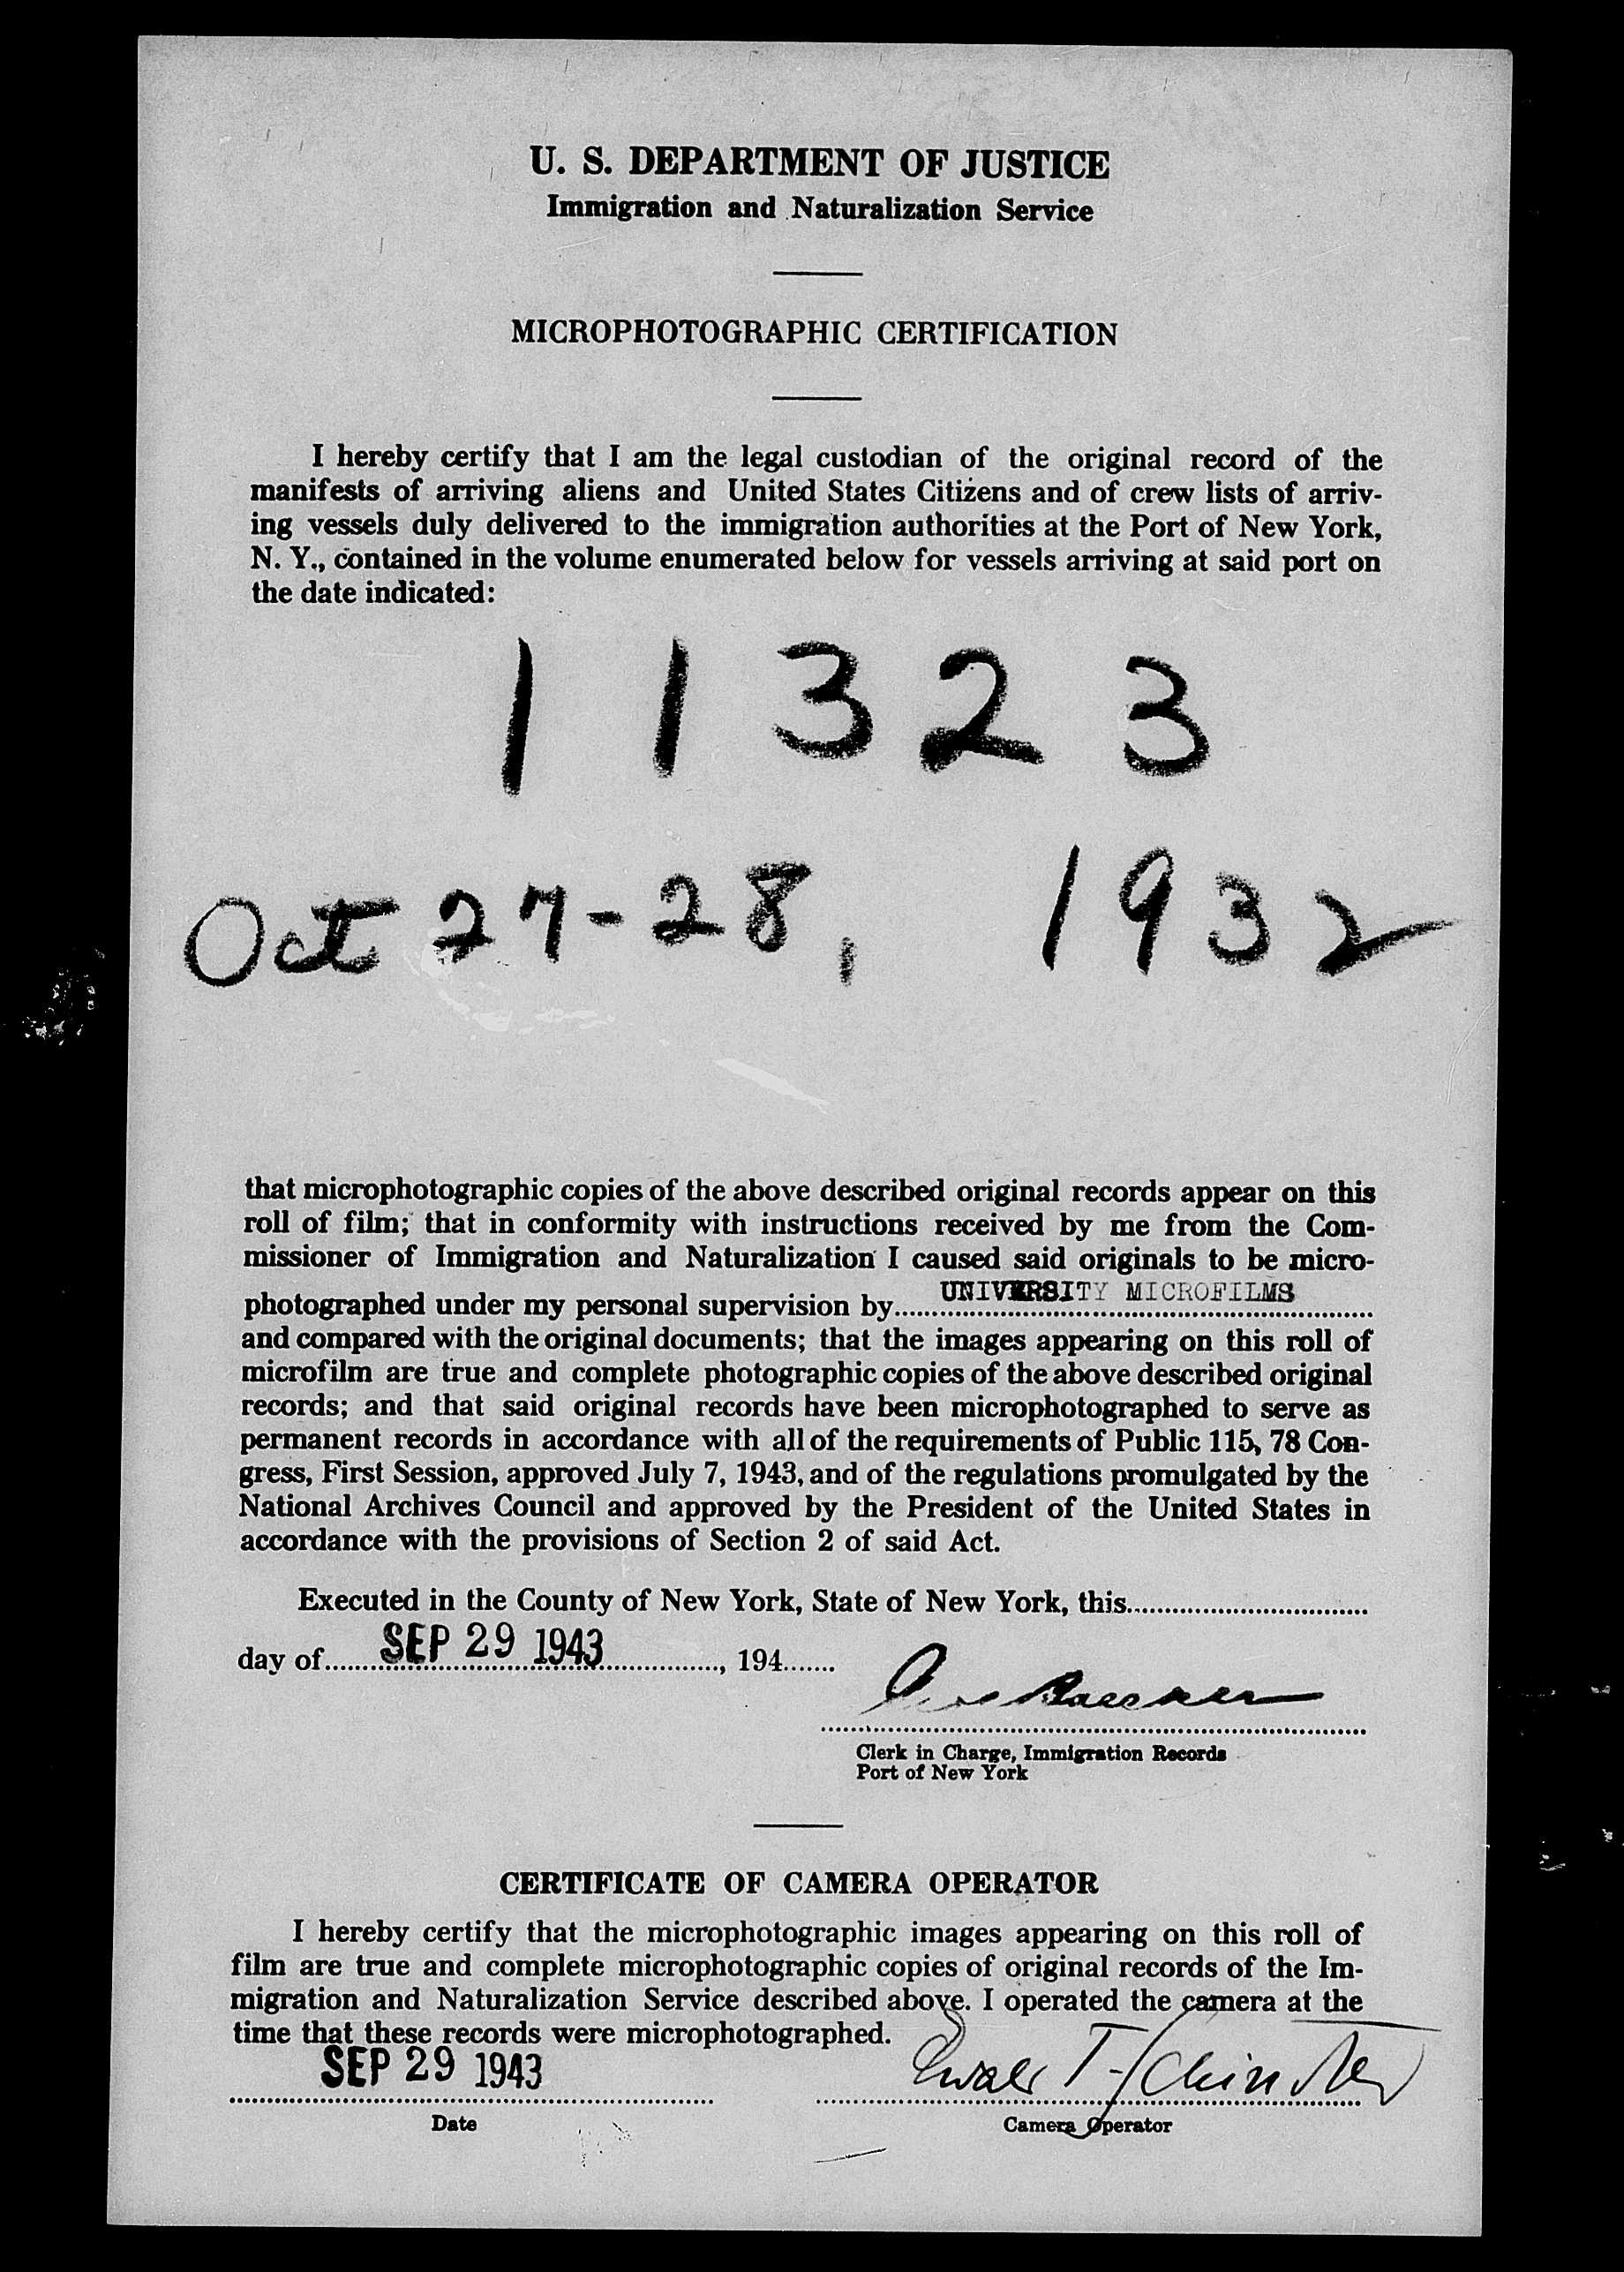 U. S. DEPARTMENT OF JUSTICE
Immigration and Naturalization Service
MICROPHOTOGRAPHIC CERTIFICATION
I hereby certify that I am the legal custodian of the original record of the
manifests of arriving aliens and United States Citizens and of crew lists of arriv-
ing vessels duly delivered to the immigration authorities at the Port of New York,
N. Y., contained in the volume enumerated below for vessels arriving at said port on
the date indicated:
11323
Oct 27-28, 1932
that microphotographic copies of the above described original records appear on this
roll of film; that in conformity with instructions received by me from the Com-
missioner of Immigration and Naturalization I caused said originals to be micro-
photographed under my personal supervision by UNIVERSITY MICROFILMS
and compared with the original documents; that the images appearing on this roll of
microfilm are true and complete photographic copies of the above described original
records; and that said original records have been microphotographed to serve as
permanent records in accordance with all of the requirements of Public 115, 78 Con-
gress, First Session, approved July 7, 1943, and of the regulations promulgated by the
National Archives Council and approved by the President of the United States in
accordance with the provisions of Section 2 of said Act.
Executed in the County of New York, State of New York, this
day of SEP 29 1943, 194
Clerk in Charge, Immigration Records
Port of New York
CERTIFICATE OF CAMERA OPERATOR
I hereby certify that the microphotographic images appearing on this roll of
film are true and complete microphotographic copies of original records of the Im-
migration and Naturalization Service described above. I operated the camera at the
time that these records were microphotographed.
SEP 29 1943
Date
Camera Operator